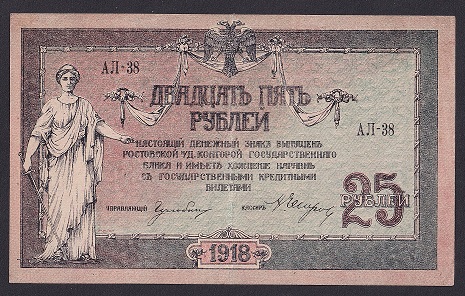 АЛ-38
ДВАДЦАТЬ ПЯТЬ
РУБЛЕЙ
АЛ-38
НАСТОЯЩІЙ ДЕНЕЖНЫЙ ЗНАКЪ ВЫПУЩЕНЪ
РОСТОВСКОЙ н/Д. КОНТОРОЙ ГОСУДАРСТВЕННАГО
БАНКА И ИМѢЕТЪ ХОЖДЕНІЕ НАРАВНѢ
СЪ ГОСУДАРСТВЕННЫМИ КРЕДИТНЫМИ
БИЛЕТАМИ
УПРАВЛЯЮЩІЙ КАССИРЪ
25
РУБЛЕЙ
1918